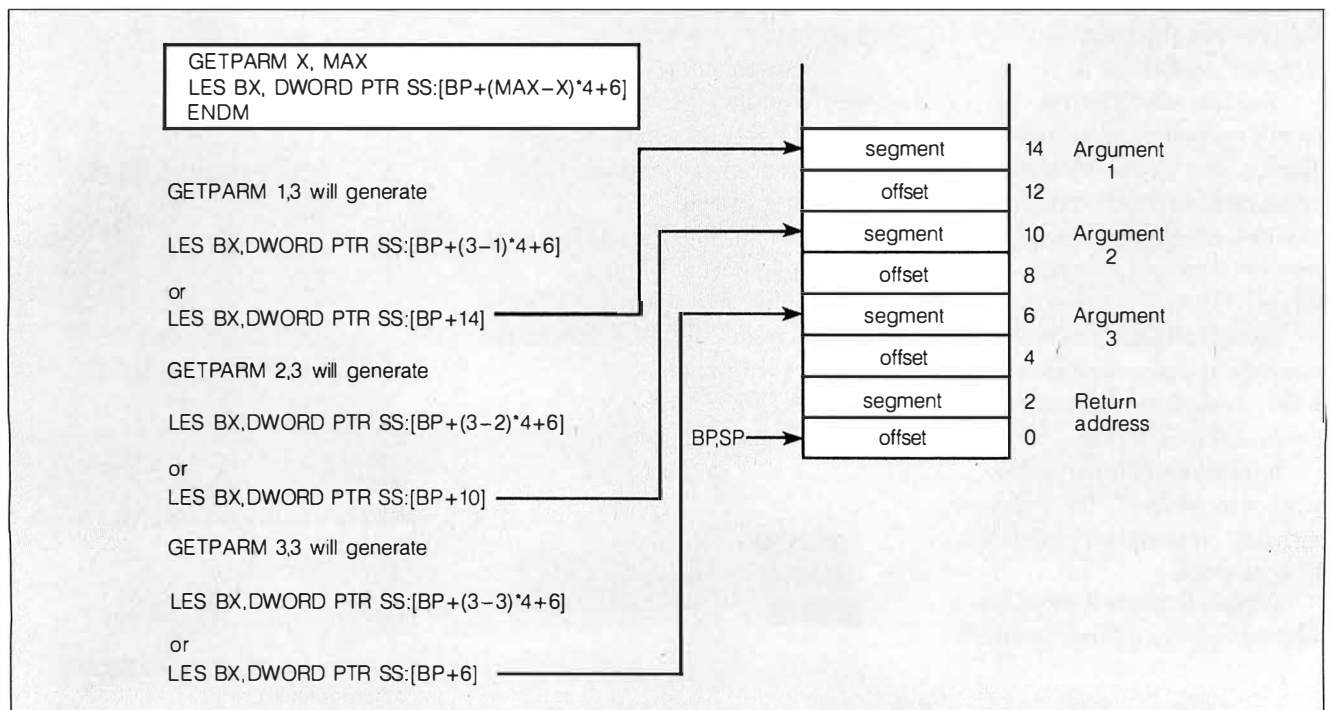 GETPARM X, MAX
LES BX, DWORD PTR SS:[BP+(MAX−X)*4+6]
ENDM
GETPARM 1,3 will generate
LES BX,DWORD PTR SS:[BP+(3−1)*4+6]
or
LES BX,DWORD PTR SS:[BP+14]
GETPARM 2,3 will generate
LES BX,DWORD PTR SS:[BP+(3−2)*4+6]
or
LES BX,DWORD PTR SS:[BP+10]
GETPARM 3,3 will generate
LES BX,DWORD PTR SS:[BP+(3−3)*4+6]
or
LES BX,DWORD PTR SS:[BP+6]
segment 14 Argument
1
offset 12
segment 10 Argument
2
offset 8
segment 6 Argument
3
offset 4
segment 2 Return
address
BP,SP offset 0